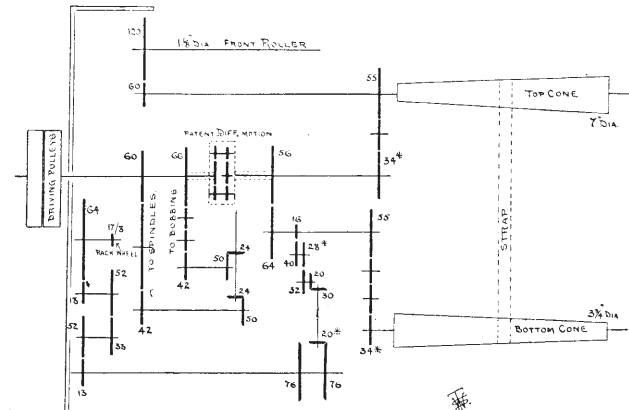 120
1⅛" DIA FRONT ROLLER
60
55
TOP CONE
7" DIA
34*
PATENT DIFF. MOTION
DRIVING PULLEYS
60
66
56
TO SPINDLES.
TO BOBBINS
STRAP
64
17/8
RACK WHEEL
16
55
64
28*
40
20
32
30
24
50
24
50
42
42
52
18
52
33
13
20*
76
76
3¾" DIA
BOTTOM CONE
34*